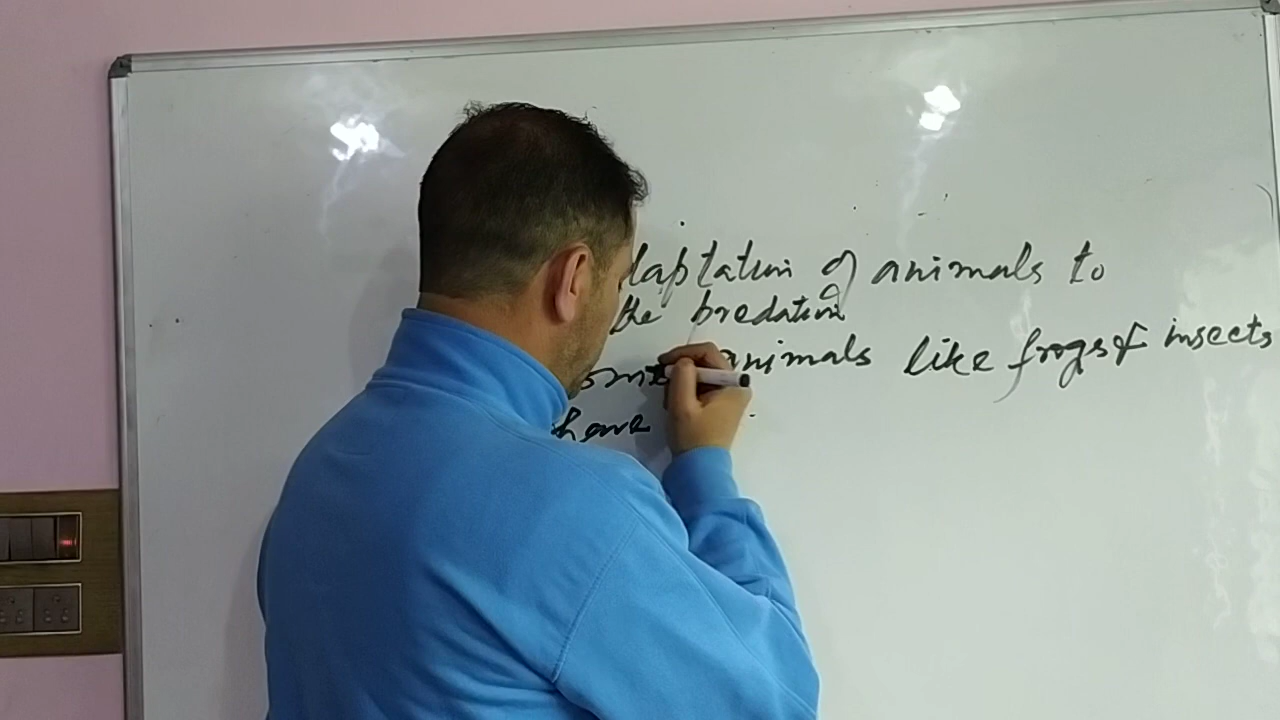 daptation of animals to
the predation
some animals like frogs & insects
have